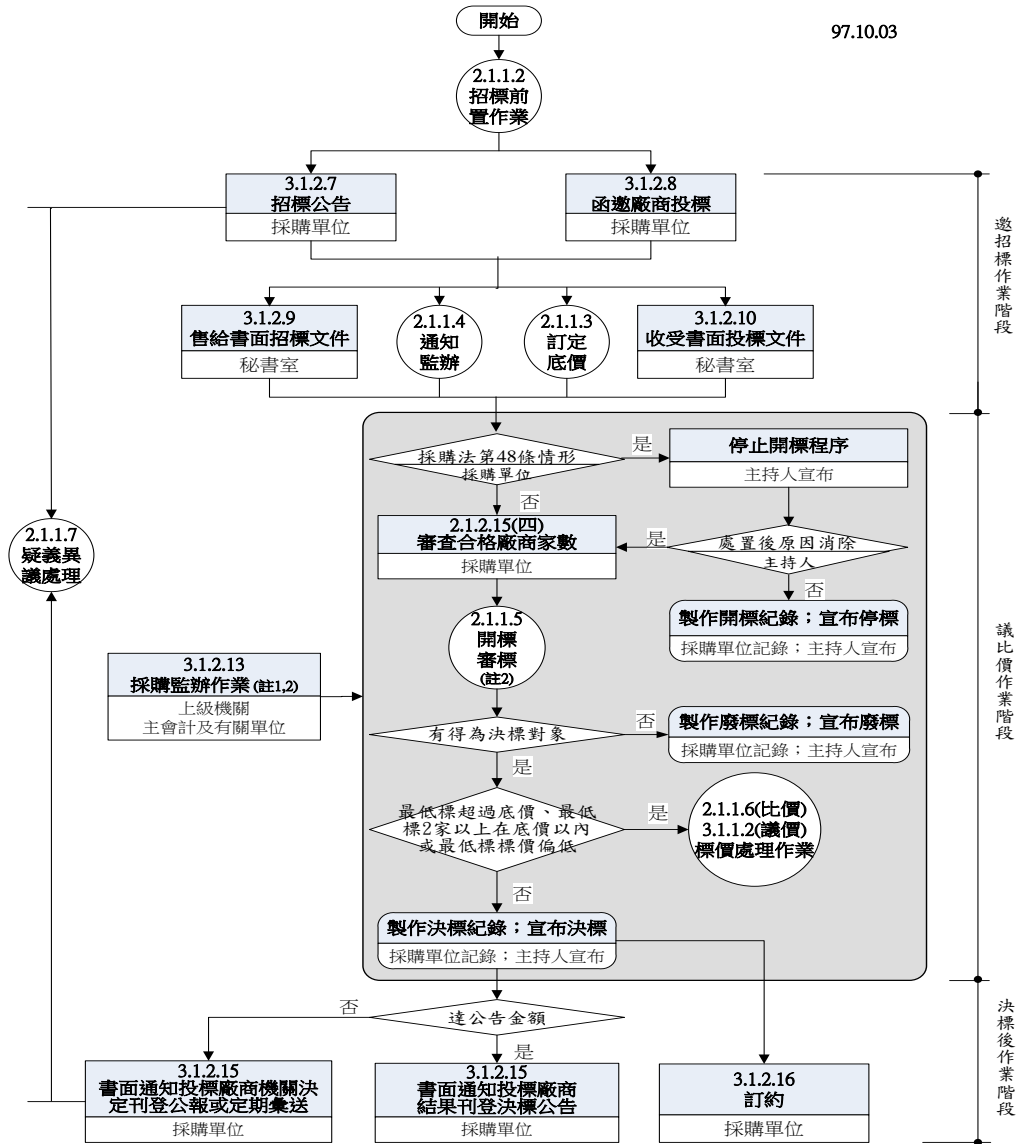 開始
97.10.03
2.1.1.2
招標前
置作業
3.1.2.7
招標公告
採購單位
3.1.2.8
函邀廠商投標
採購單位
邀招標作業階段
3.1.2.9
售給書面招標文件
秘書室
2.1.1.4
通知
監辦
2.1.1.3
訂定
底價
3.1.2.10
收受書面投標文件
秘書室
採購法第48條情形
採購單位
是
停止開標程序
主持人宣布
否
2.1.2.15(四)
審查合格廠商家數
採購單位
是
處置後原因消除
主持人
否
製作開標紀錄；宣布停標
採購單位記錄；主持人宣布
2.1.1.7
疑義異
議處理
2.1.1.5
開標
審標
(註2)
3.1.2.13
採購監辦作業(註1,2)
上級機關
主會計及有關單位
議比價作業階段
有得為決標對象
否
製作廢標紀錄；宣布廢標
採購單位記錄；主持人宣布
是
最低標超過底價、最低
標2家以上在底價以內
或最低標標價偏低
是
2.1.1.6(比價)
3.1.1.2(議價)
標價處理作業
否
製作決標紀錄；宣布決標
採購單位記錄；主持人宣布
決標後作業階段
達公告金額
否
是
3.1.2.15
書面通知投標廠商機關決
定刊登公報或定期彙送
採購單位
3.1.2.15
書面通知投標廠商
結果刊登決標公告
採購單位
3.1.2.16
訂約
採購單位